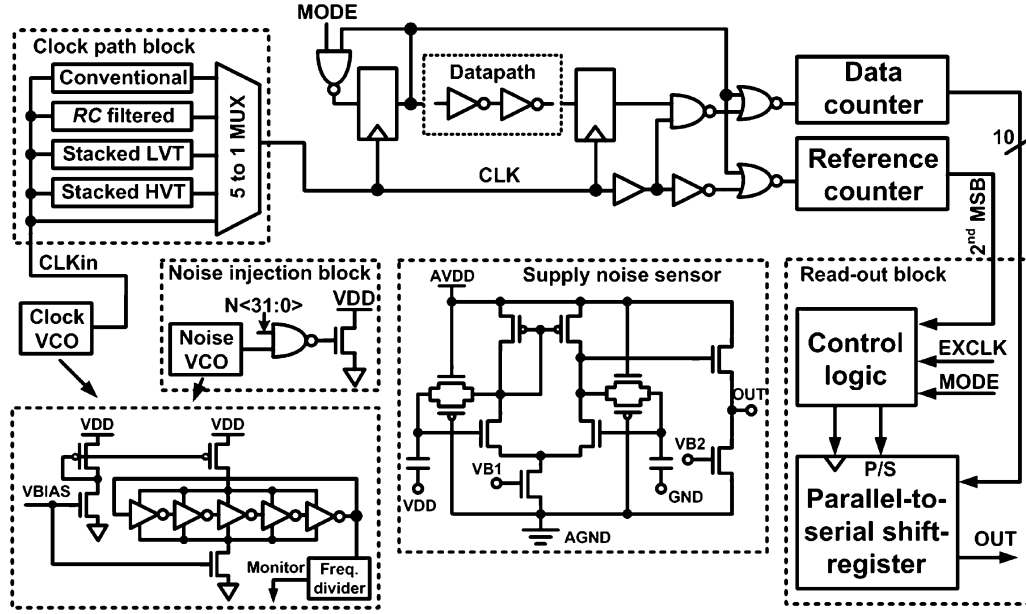 MODE
Clock path block
Conventional
RC filtered
Stacked LVT
Stacked HVT
5 to 1 MUX
Datapath
CLK
Data
counter
Reference
counter
10
2nd MSB
CLKin
Clock
VCO
Noise injection block
N<31:0>
VDD
Noise
VCO
Supply noise sensor
AVDD
OUT
VB1
VB2
VDD
GND
AGND
Read-out block
Control
logic
EXCLK
MODE
P/S
Parallel-to-
serial shift-
register
OUT
VDD
VDD
VBIAS
Monitor
Freq.
divider